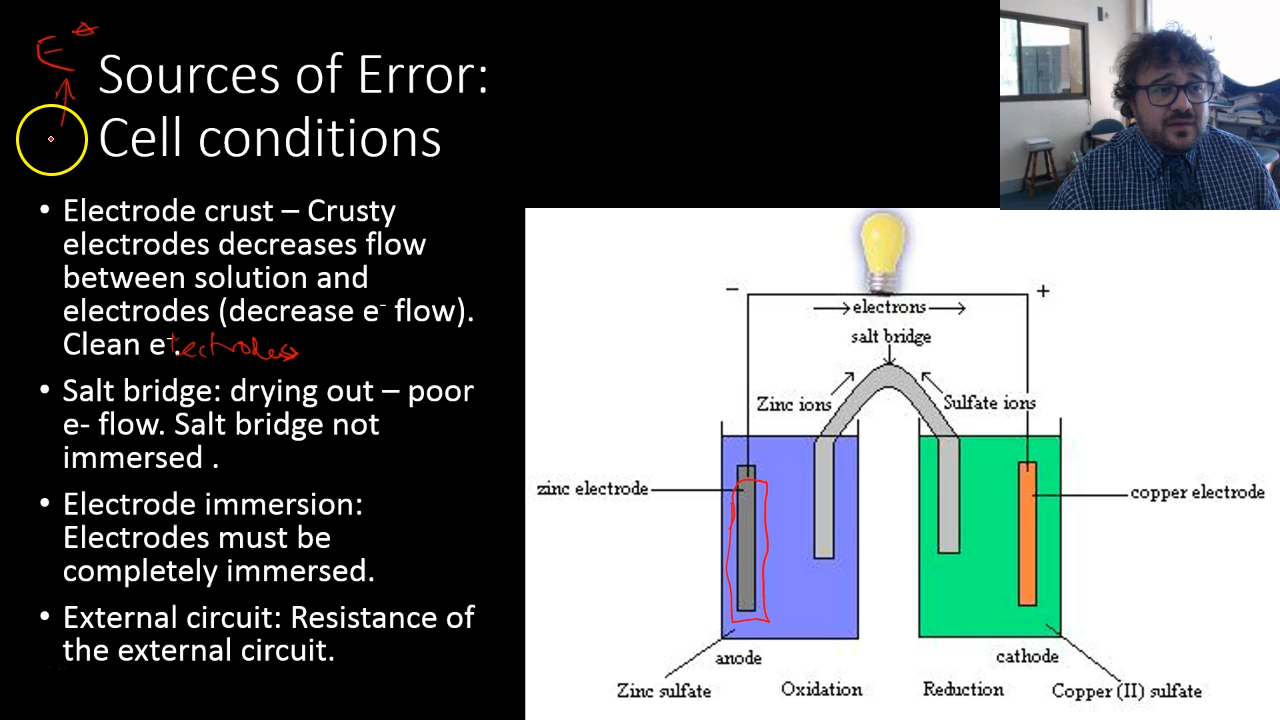 E
Sources of Error:
Cell conditions
• Electrode crust – Crusty
electrodes decreases flow
between solution and
electrodes (decrease e⁻ flow).
Clean e⁻. lectrodes
• Salt bridge: drying out – poor
e- flow. Salt bridge not
immersed .
• Electrode immersion:
Electrodes must be
completely immersed.
• External circuit: Resistance of
the external circuit.
− +
electrons
salt bridge
Zinc ions
Sulfate ions
zinc electrode
copper electrode
anode
cathode
Zinc sulfate
Oxidation
Reduction
Copper (II) sulfate